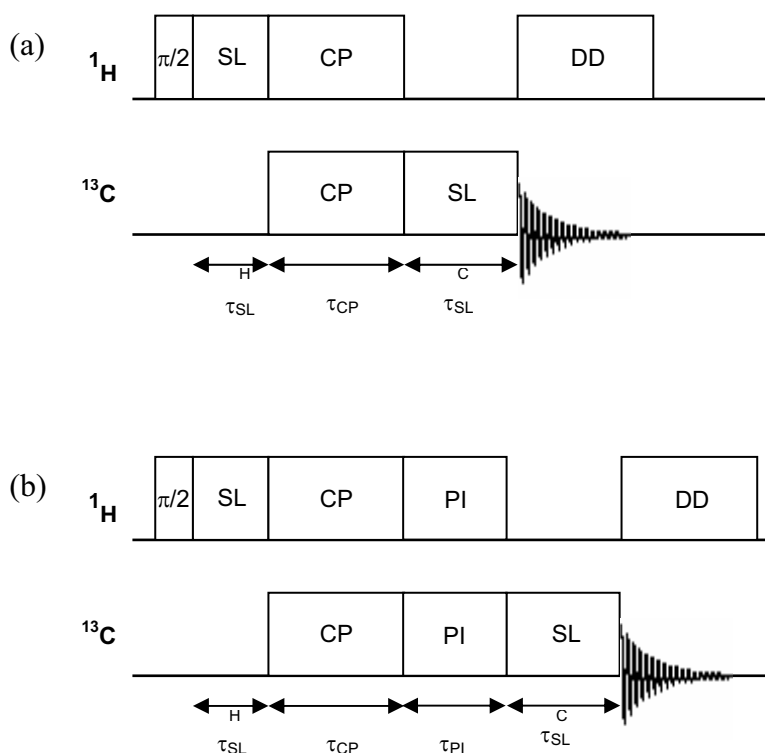 (a)
¹H π/2 SL CP DD
¹³C CP SL
H C
τSL τCP τSL
(b)
¹H π/2 SL CP PI DD
¹³C CP PI SL
H C
τSL τCP τPI τSL